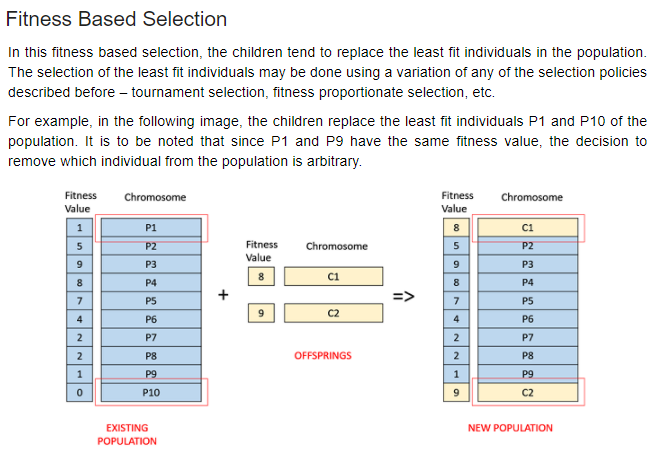 Fitness Based Selection
In this fitness based selection, the children tend to replace the least fit individuals in the population.
The selection of the least fit individuals may be done using a variation of any of the selection policies
described before – tournament selection, fitness proportionate selection, etc.
For example, in the following image, the children replace the least fit individuals P1 and P10 of the
population. It is to be noted that since P1 and P9 have the same fitness value, the decision to
remove which individual from the population is arbitrary.
Fitness Value Chromosome
1 P1
5 P2
9 P3
8 P4
7 P5
4 P6
2 P7
2 P8
1 P9
0 P10
EXISTING
POPULATION
+
Fitness Value Chromosome
8 C1
9 C2
OFFSPRINGS
=>
Fitness Value Chromosome
8 C1
5 P2
9 P3
8 P4
7 P5
4 P6
2 P7
2 P8
1 P9
9 C2
NEW POPULATION